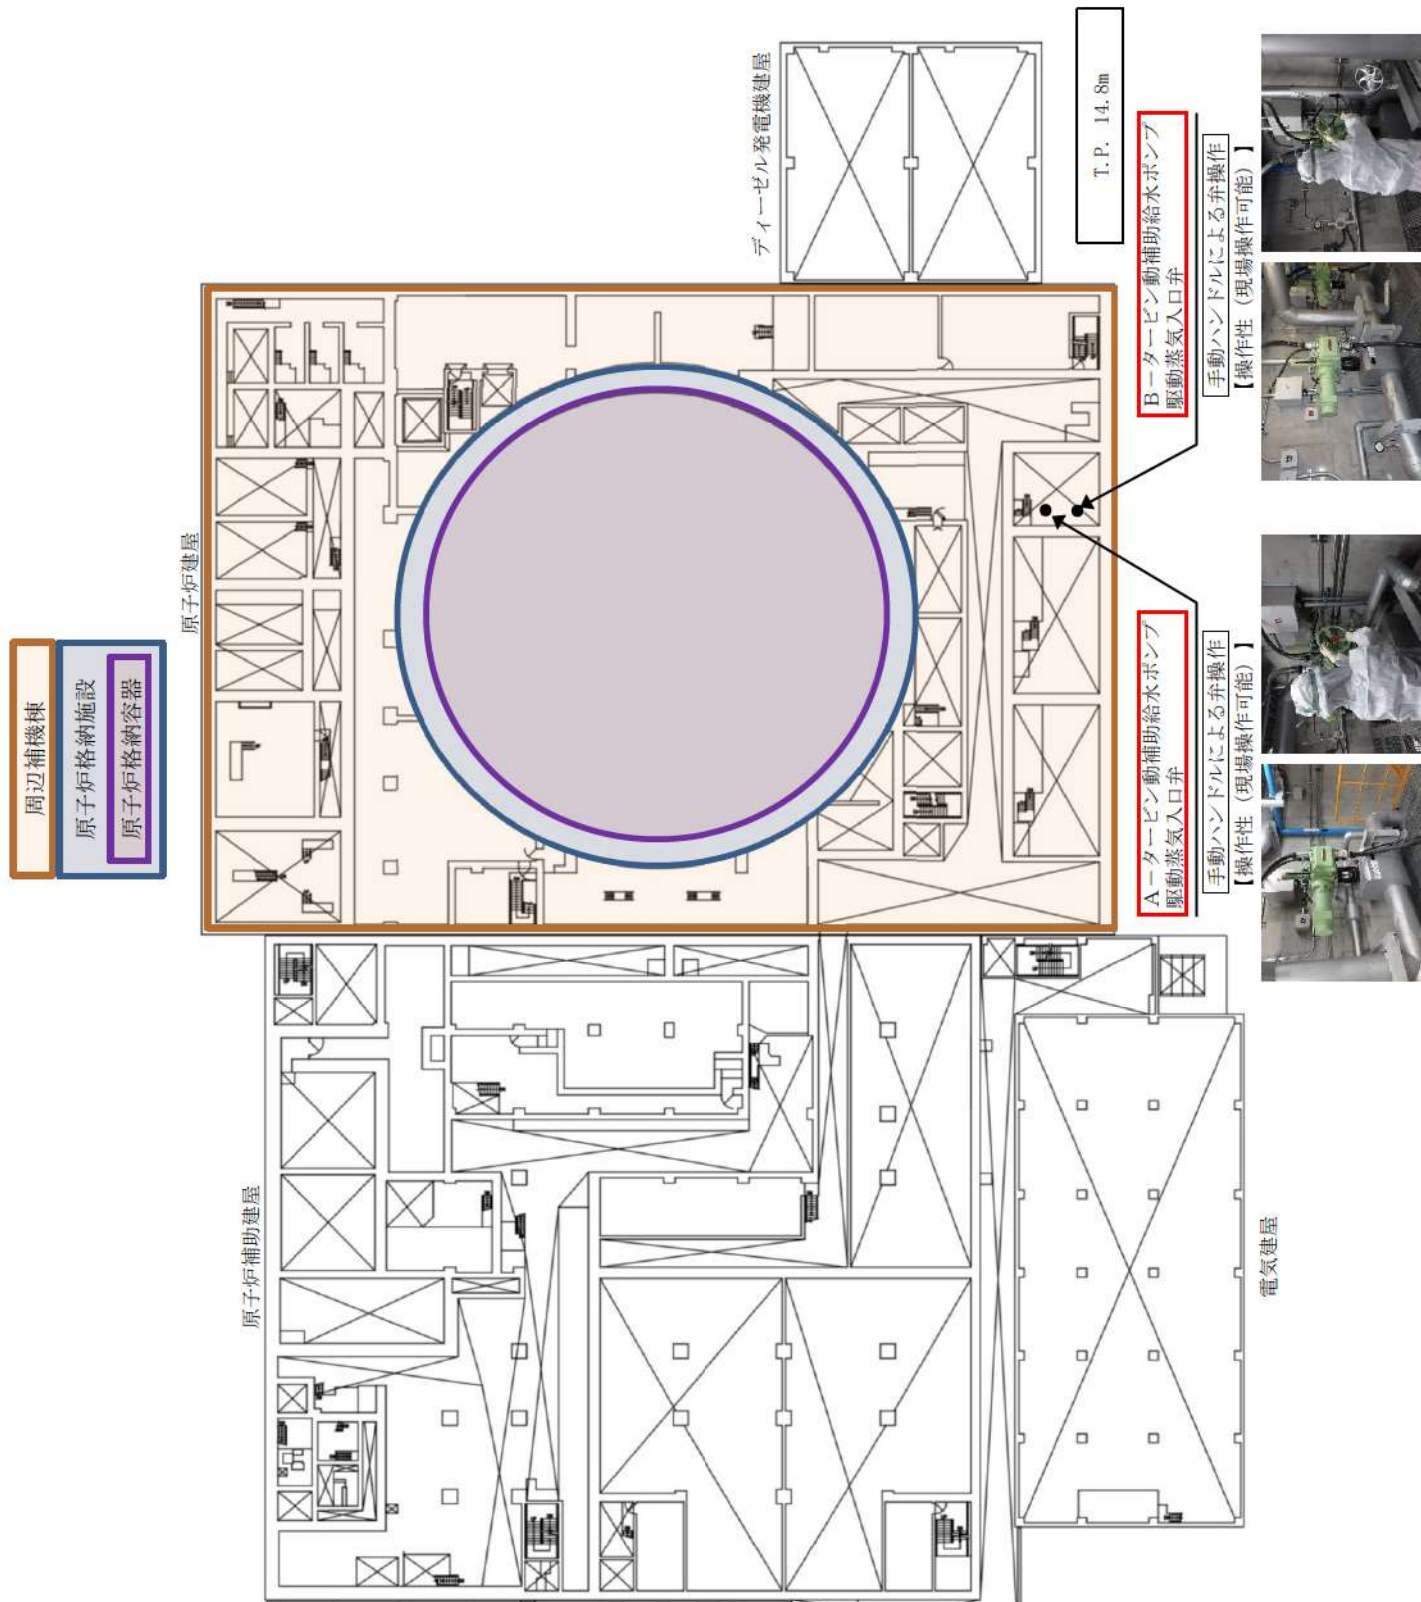 周辺補機棟
原子炉格納施設
原子炉格納容器
原子炉建屋
ディーゼル発電機建屋
T.P. 14.8m
原子炉補助建屋
電気建屋
A－タービン動補助給水ポンプ
駆動蒸気入口弁
手動ハンドルによる弁操作
【操作性（現場操作可能）】
B－タービン動補助給水ポンプ
駆動蒸気入口弁
手動ハンドルによる弁操作
【操作性（現場操作可能）】